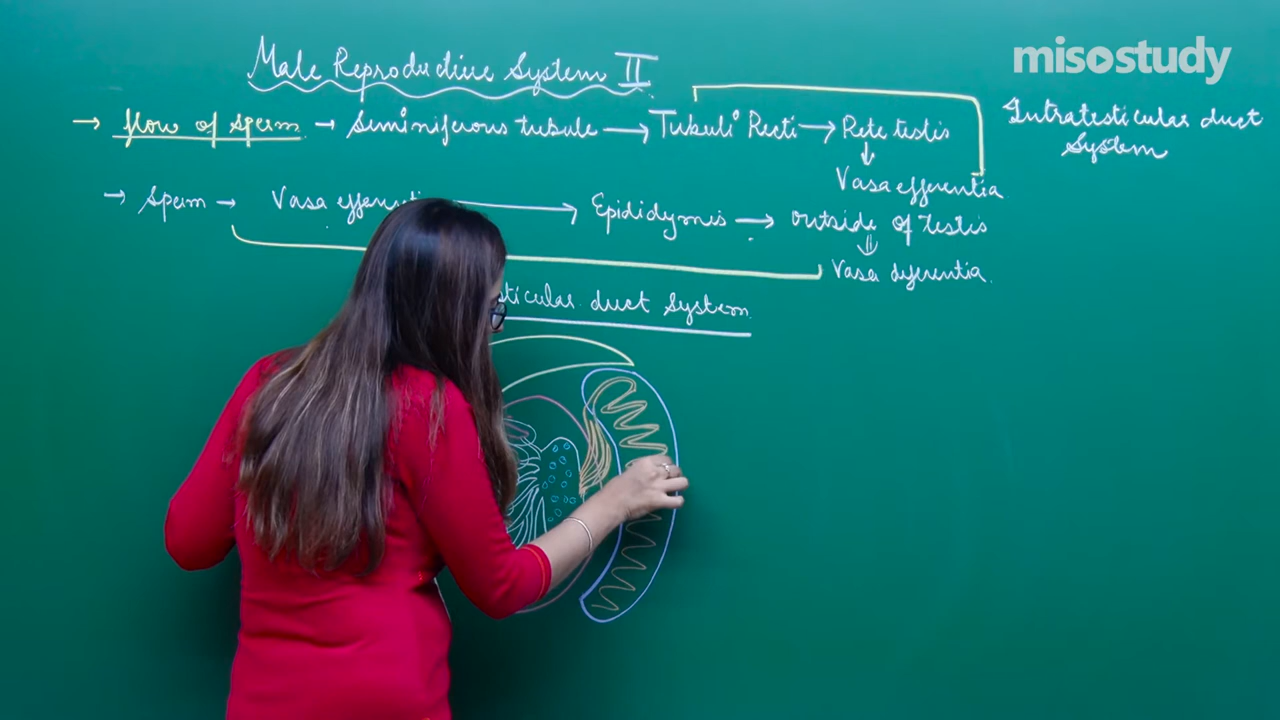 misostudy
Male Reproductive System II
→ flow of sperm → Seminiferous tubule → Tubuli Recti → Rete testis
↓
Vasa efferentia
Intratesticular duct
System
→ Sperm → Vasa efferenti → Epididymis → outside of Testis
⇓
Vasa deferentia.
ticular duct System